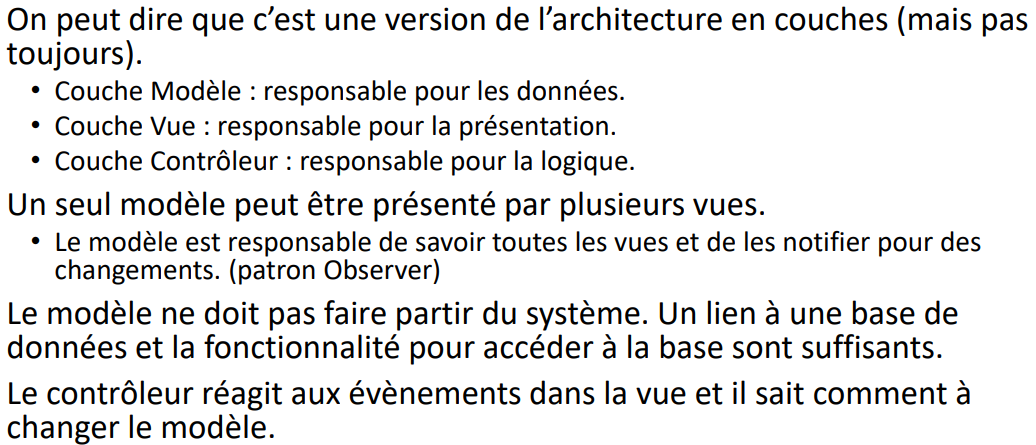 On peut dire que c’est une version de l’architecture en couches (mais pas
toujours).
• Couche Modèle : responsable pour les données.
• Couche Vue : responsable pour la présentation.
• Couche Contrôleur : responsable pour la logique.
Un seul modèle peut être présenté par plusieurs vues.
• Le modèle est responsable de savoir toutes les vues et de les notifier pour des
changements. (patron Observer)
Le modèle ne doit pas faire partir du système. Un lien à une base de
données et la fonctionnalité pour accéder à la base sont suffisants.
Le contrôleur réagit aux évènements dans la vue et il sait comment à
changer le modèle.